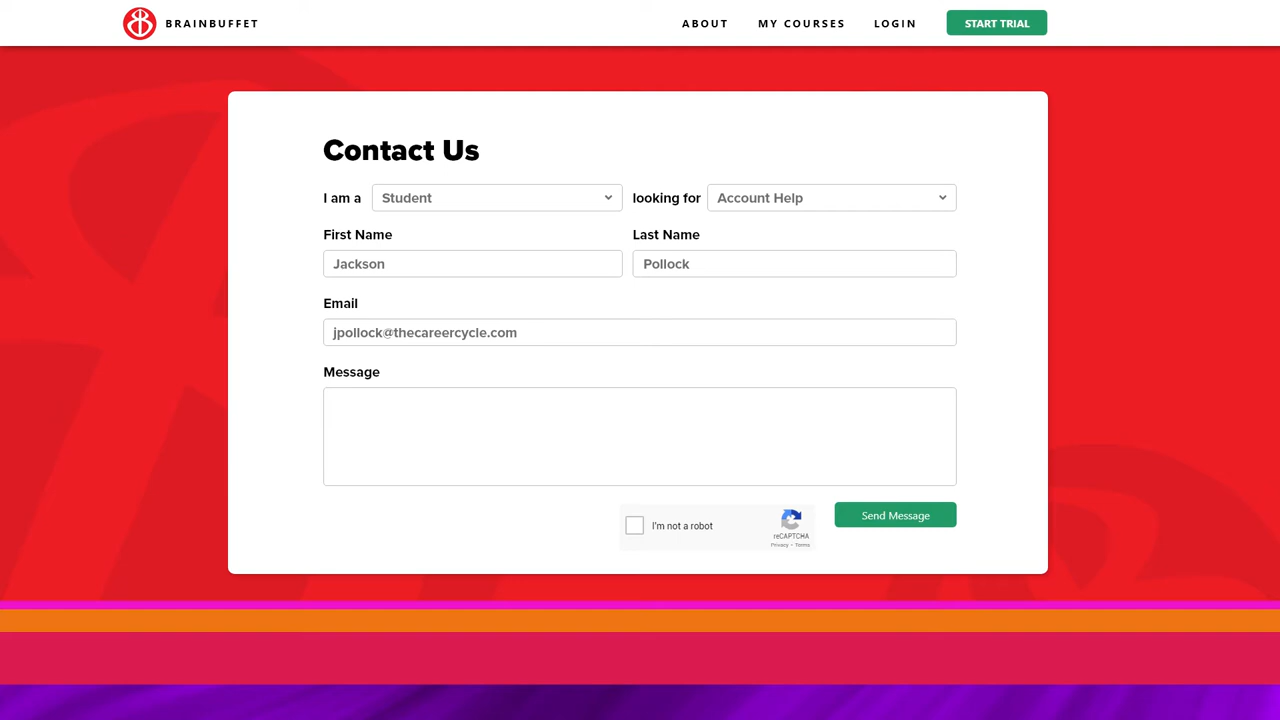 BRAINBUFFET ABOUT MY COURSES LOGIN START TRIAL
Contact Us
I am a Student looking for Account Help
First Name Last Name
Jackson Pollock
Email
jpollock@thecareercycle.com
Message
I'm not a robot
reCAPTCHA
Privacy - Terms
Send Message